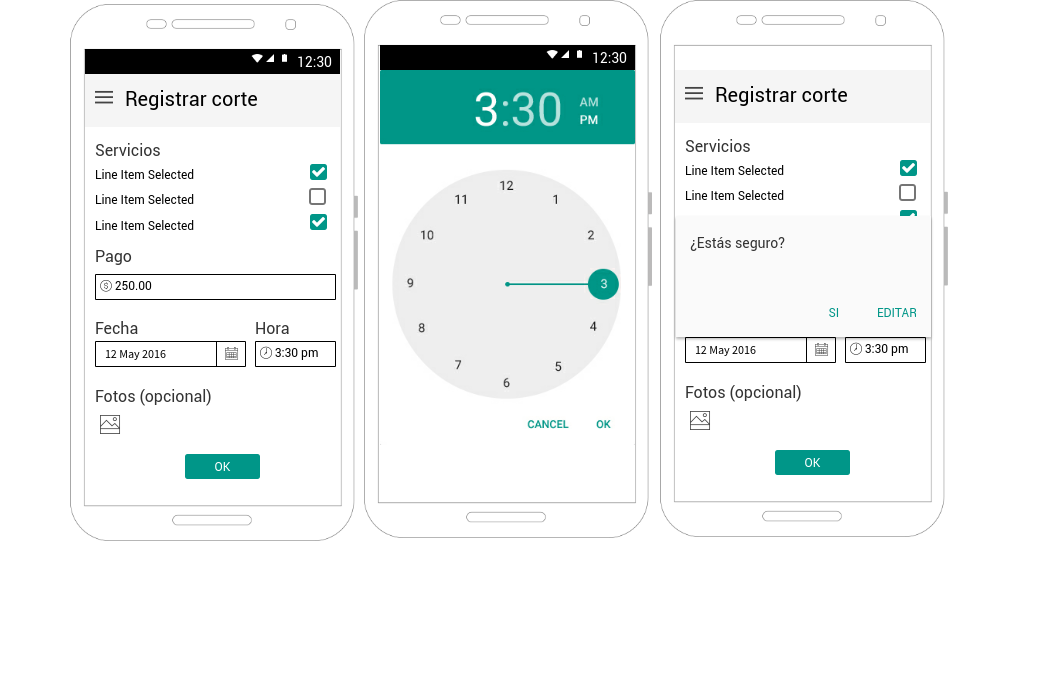 12:30
Registrar corte
Servicios
Line Item Selected
Line Item Selected
Line Item Selected
Pago
250.00
Fecha
Hora
12 May 2016
3:30 pm
Fotos (opcional)
OK
12:30
3:30
AM
PM
12
1
2
3
4
5
6
7
8
9
10
11
CANCEL OK
Registrar corte
Servicios
Line Item Selected
Line Item Selected
¿Estás seguro?
SI EDITAR
12 May 2016
3:30 pm
Fotos (opcional)
OK